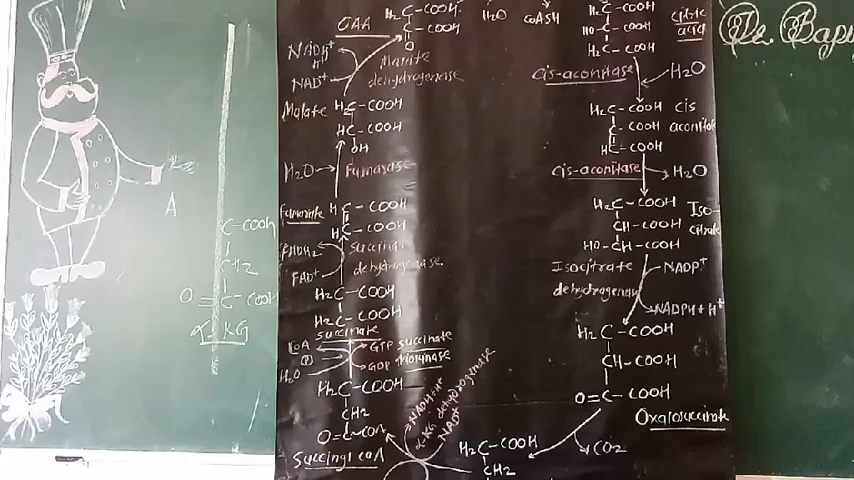 OAA
H₂C - COOH
C - COOH
O
NADH⁺
H⁺
NAD⁺
Malate
dehydrogenase
Malate
H₂C - COOH
HC - COOH
OH
H₂O
Fumarase
Fumarate
H C - COOH
HC - COOH
FADH₂
FAD⁺
Succinate
dehydrogenase
H₂C - COOH
H₂C - COOH
succinate
CoA
GTP
succinate
Pi
GDP
thiokinase
H₂O
H₂C - COOH
CH₂
O = C - COA
Succinyl COA
NADH+H⁺
α-KG dehydrogenase
NAD⁺
H₂O
COASH
H₂C - COOH
HO - C - COOH
H₂C - COOH
citric
acid
cis-aconitase
H₂O
H₂C - COOH
C - COOH
HC - COOH
cis
cis-aconitase
H₂O
H₂C - COOH
CH - COOH
HO - CH - COOH
Iso-
citrate
Isocitrate
dehydrogenase
NADP⁺
NADPH + H⁺
H₂C - COOH
CH - COOH
O = C - COOH
Oxalosuccinate
CO₂
H₂C - COOH
CH₂
A
C - COOH
CH₂
O = C - COOH
α KG
Dr.